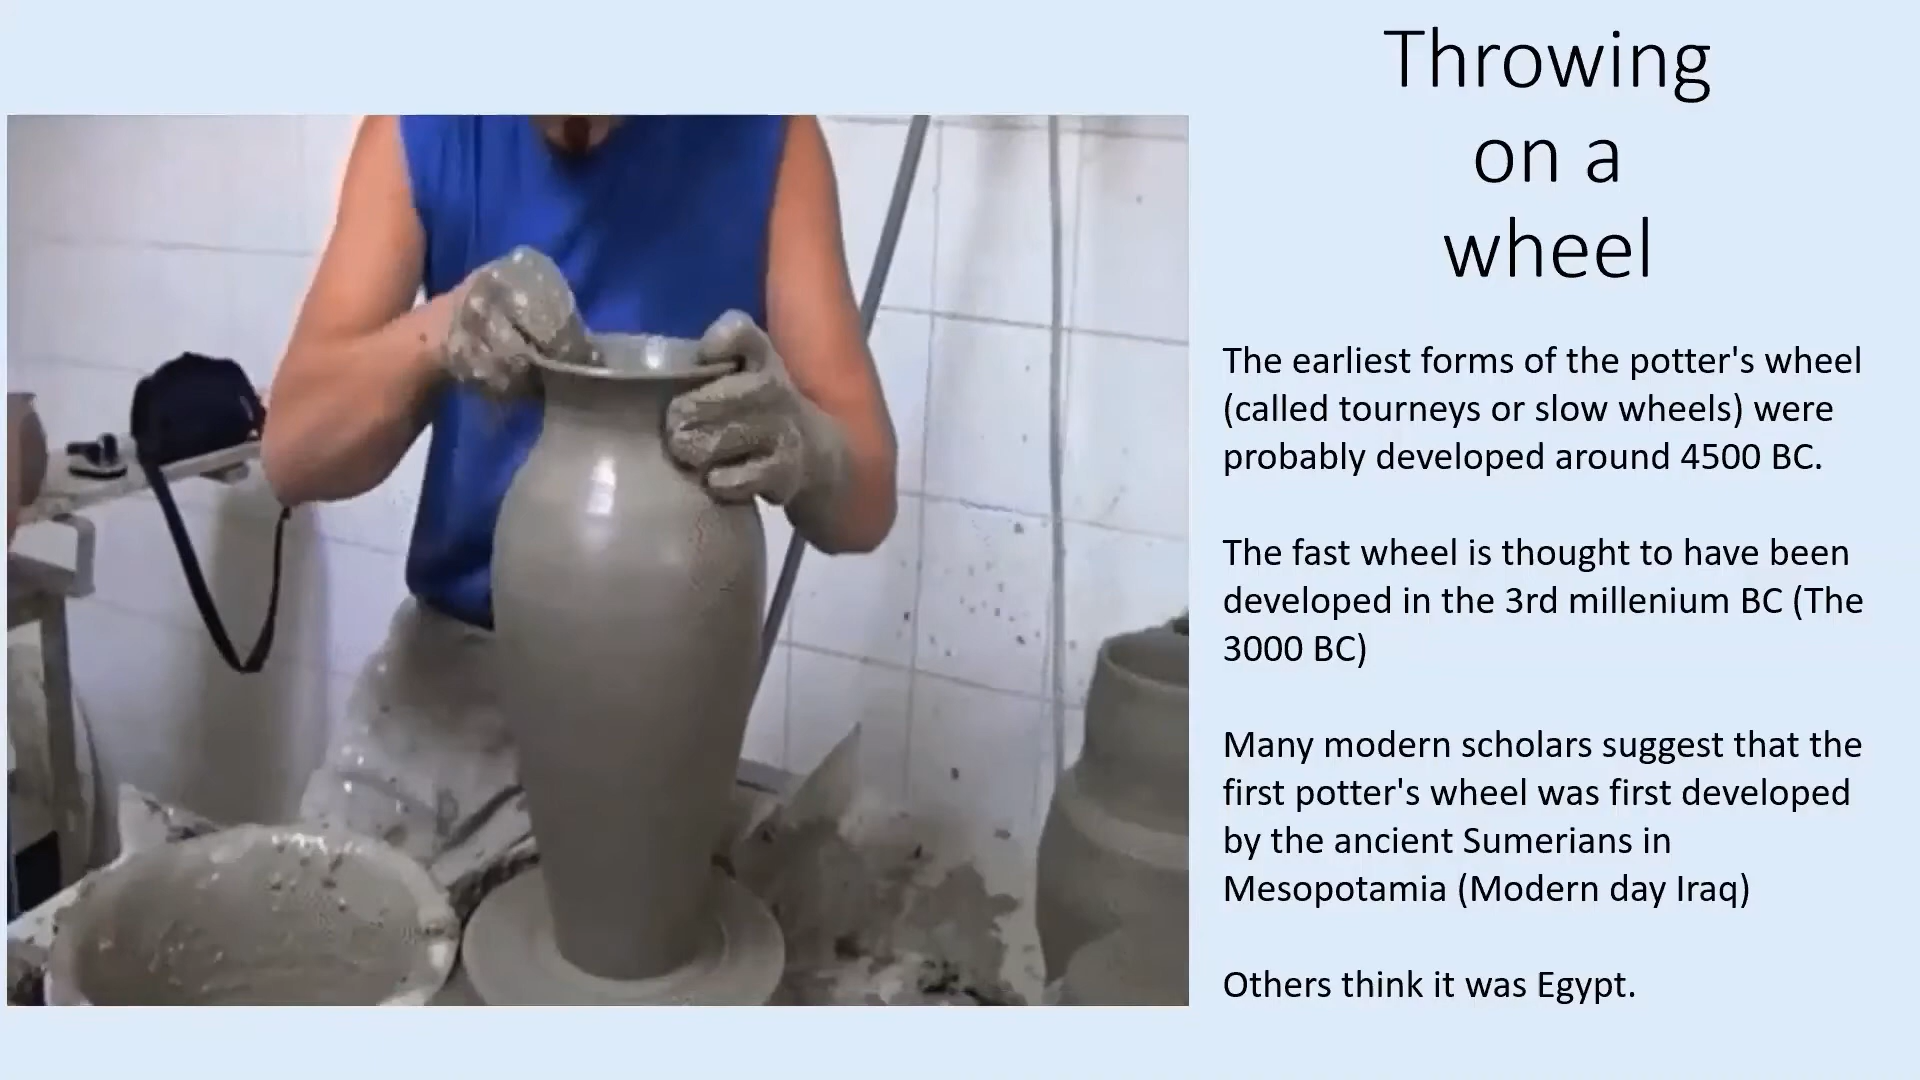 Throwing
on a
wheel
The earliest forms of the potter's wheel
(called tourneys or slow wheels) were
probably developed around 4500 BC.
The fast wheel is thought to have been
developed in the 3rd millenium BC (The
3000 BC)
Many modern scholars suggest that the
first potter's wheel was first developed
by the ancient Sumerians in
Mesopotamia (Modern day Iraq)
Others think it was Egypt.